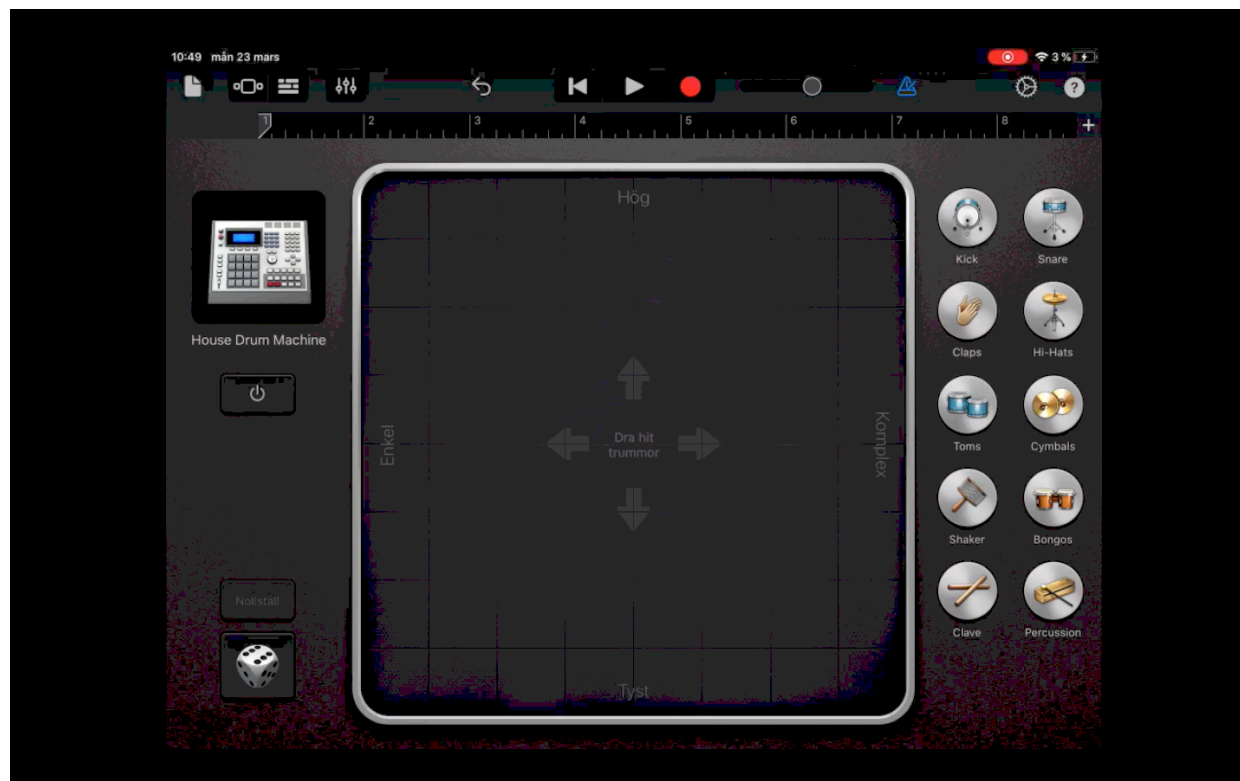 10:49 mån 23 mars
3 %
?
1 2 3 4 5 6 7 8 +
Hög
House Drum Machine
Enkel
Dra hit
trummor
Komplex
Kick Snare
Claps Hi-Hats
Toms Cymbals
Shaker Bongos
Clave Percussion
Nollställ
Tyst